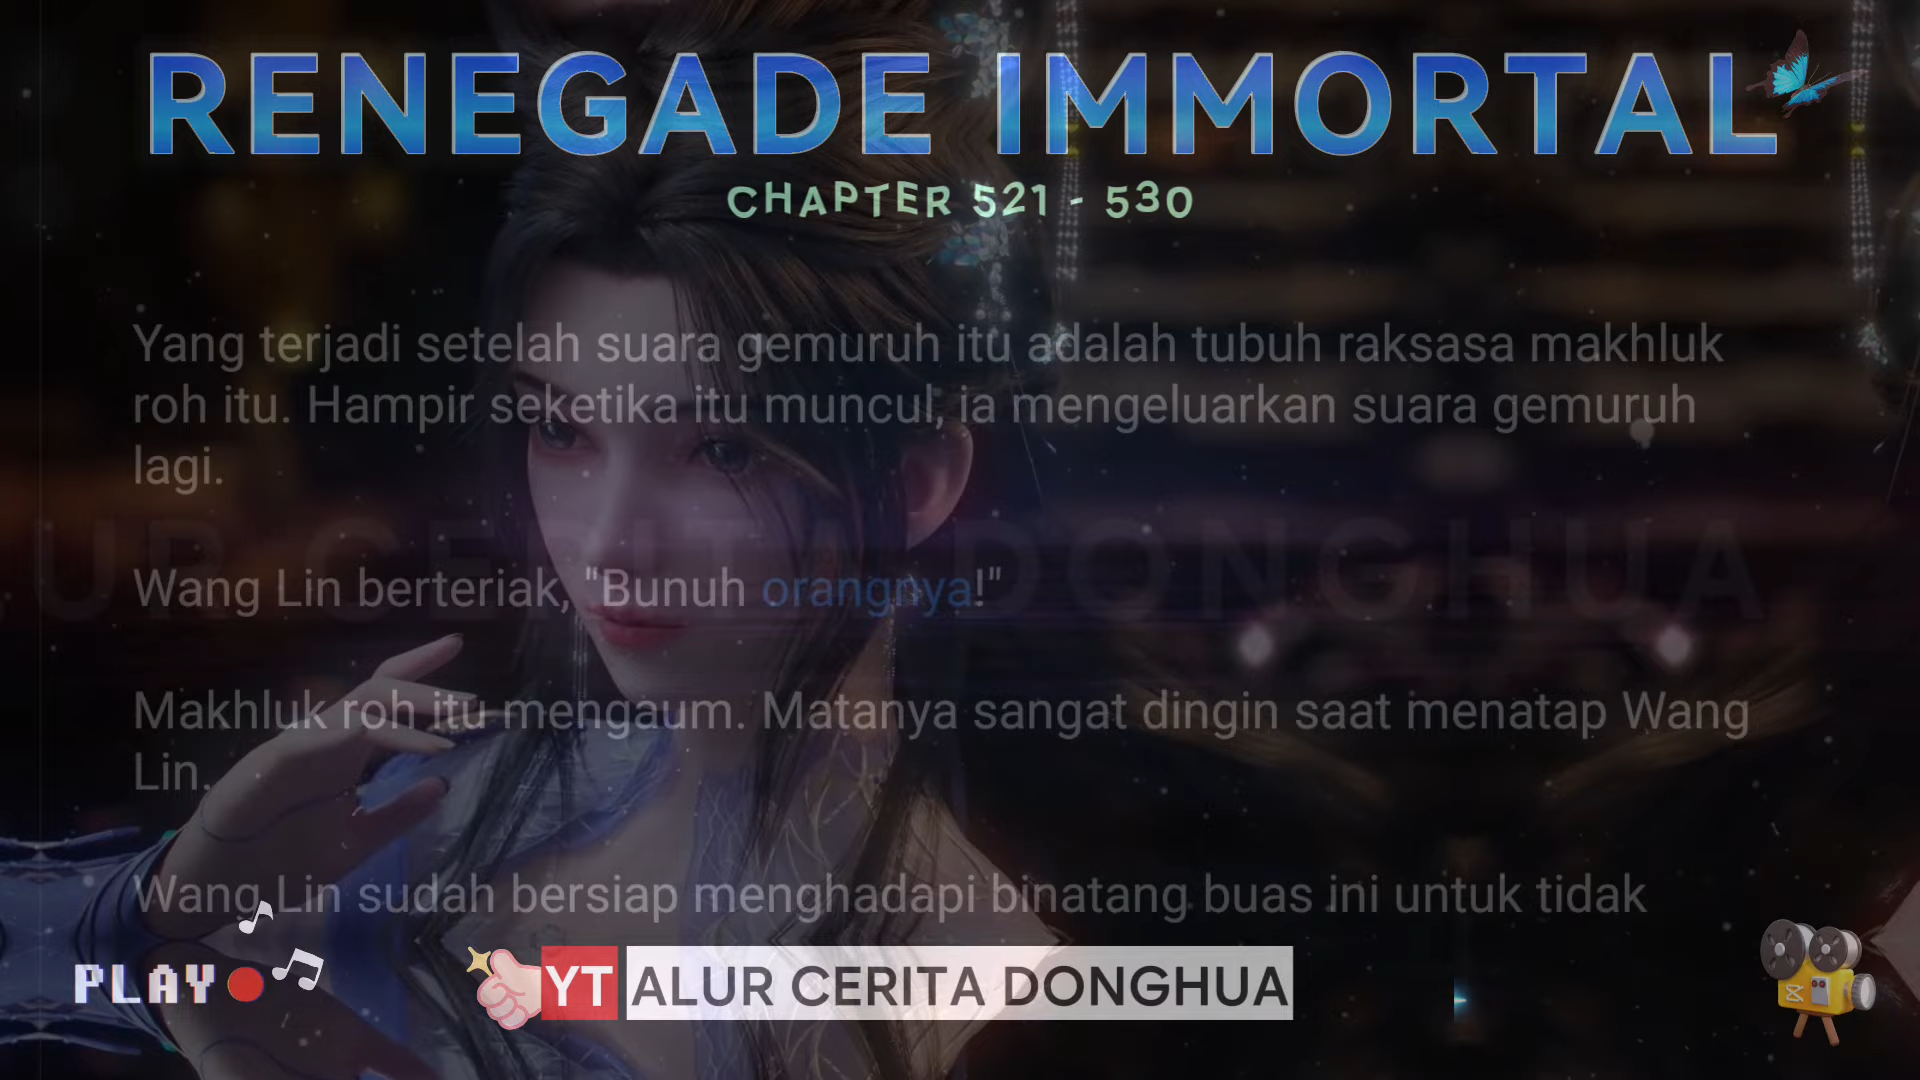 RENEGADE IMMORTAL
CHAPTER 521 - 530
Yang terjadi setelah suara gemuruh itu adalah tubuh raksasa makhluk
roh itu. Hampir seketika itu muncul, ia mengeluarkan suara gemuruh
lagi.
UR CERITA DONGHUA
Wang Lin berteriak, "Bunuh orangnya!"
Makhluk roh itu mengaum. Matanya sangat dingin saat menatap Wang
Lin.
Wang Lin sudah bersiap menghadapi binatang buas ini untuk tidak
PLAY
YT ALUR CERITA DONGHUA